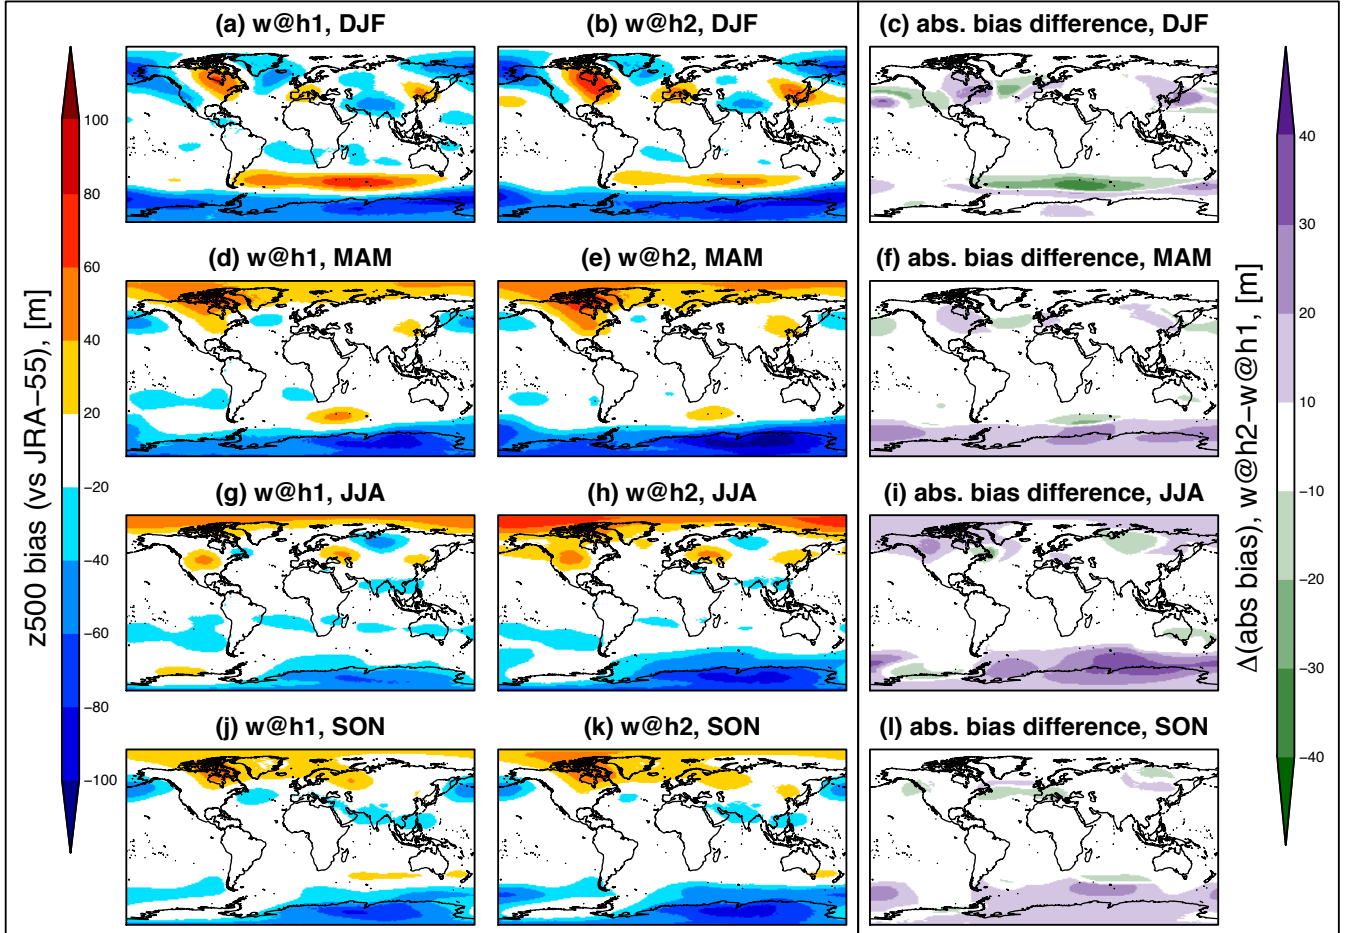 (a) w@h1, DJF
(b) w@h2, DJF
(c) abs. bias difference, DJF
(d) w@h1, MAM
(e) w@h2, MAM
(f) abs. bias difference, MAM
(g) w@h1, JJA
(h) w@h2, JJA
(i) abs. bias difference, JJA
(j) w@h1, SON
(k) w@h2, SON
(l) abs. bias difference, SON
z500 bias (vs JRA−55), [m]
100
80
60
40
20
−20
−40
−60
−80
−100
Δ(abs bias), w@h2−w@h1, [m]
40
30
20
10
−10
−20
−30
−40